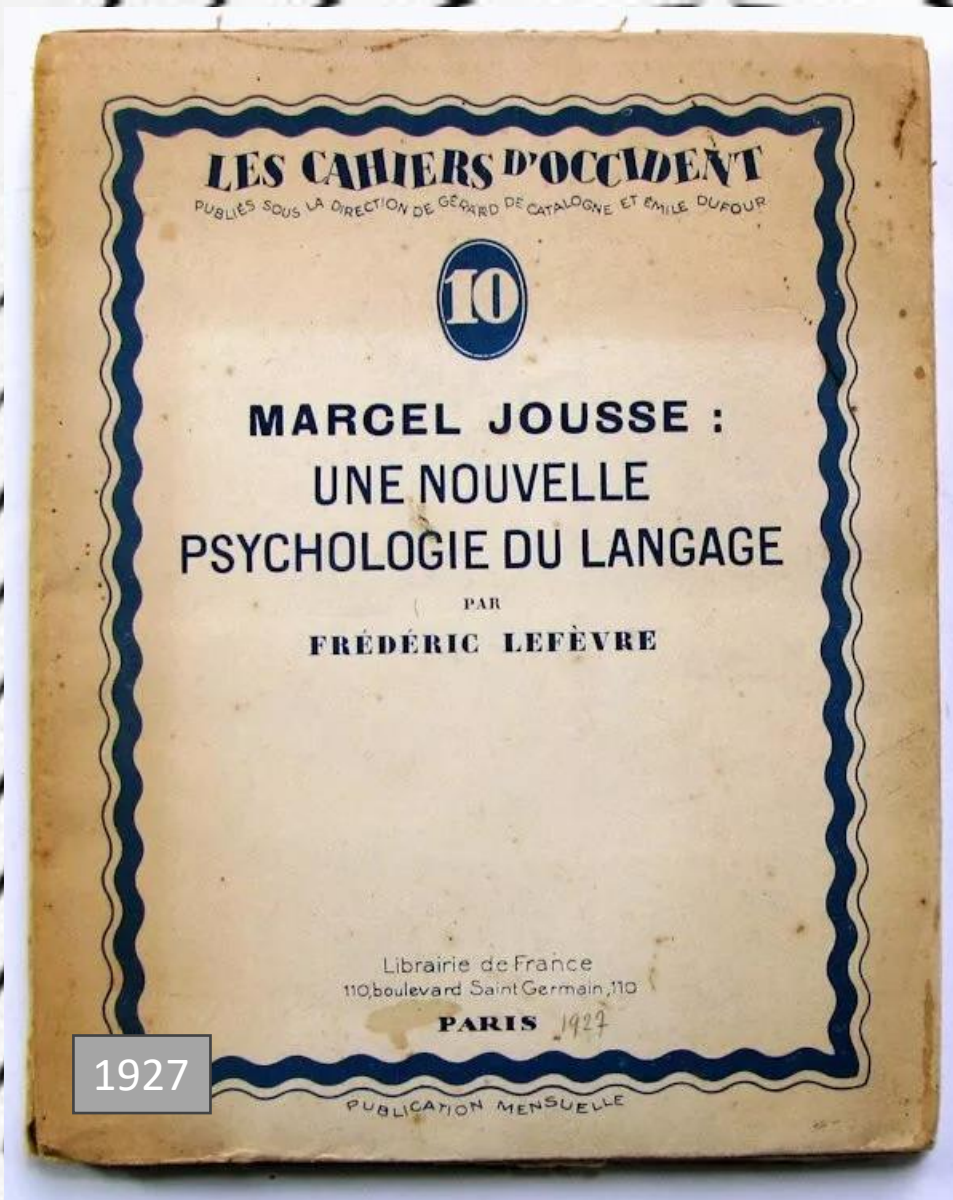 LES CAHIERS D'OCCIDENT
PUBLIÉS SOUS LA DIRECTION DE GÉRARD DE CATALOGNE ET ÉMILE DUFOUR
10
MARCEL JOUSSE :
UNE NOUVELLE
PSYCHOLOGIE DU LANGAGE
PAR
FRÉDÉRIC LEFÈVRE
Librairie de France
110, boulevard Saint Germain, 110
PARIS 1927
1927
PUBLICATION MENSUELLE